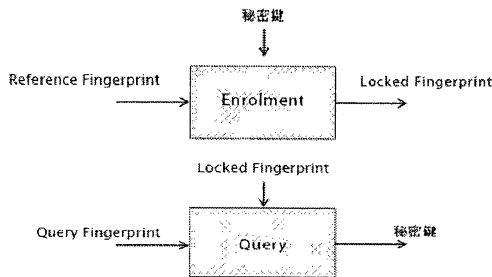 秘密鍵
Reference Fingerprint
Enrolment
Locked Fingerprint
Locked Fingerprint
Query Fingerprint
Query
秘密鍵